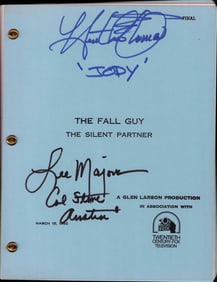 FINAL
'JODY'
THE FALL GUY
THE SILENT PARTNER
Lee Majors
Col Steve
Austin
A GLEN LARSON PRODUCTION
IN ASSOCIATION WITH
TWENTIETH
CENTURY-FOX
TELEVISION